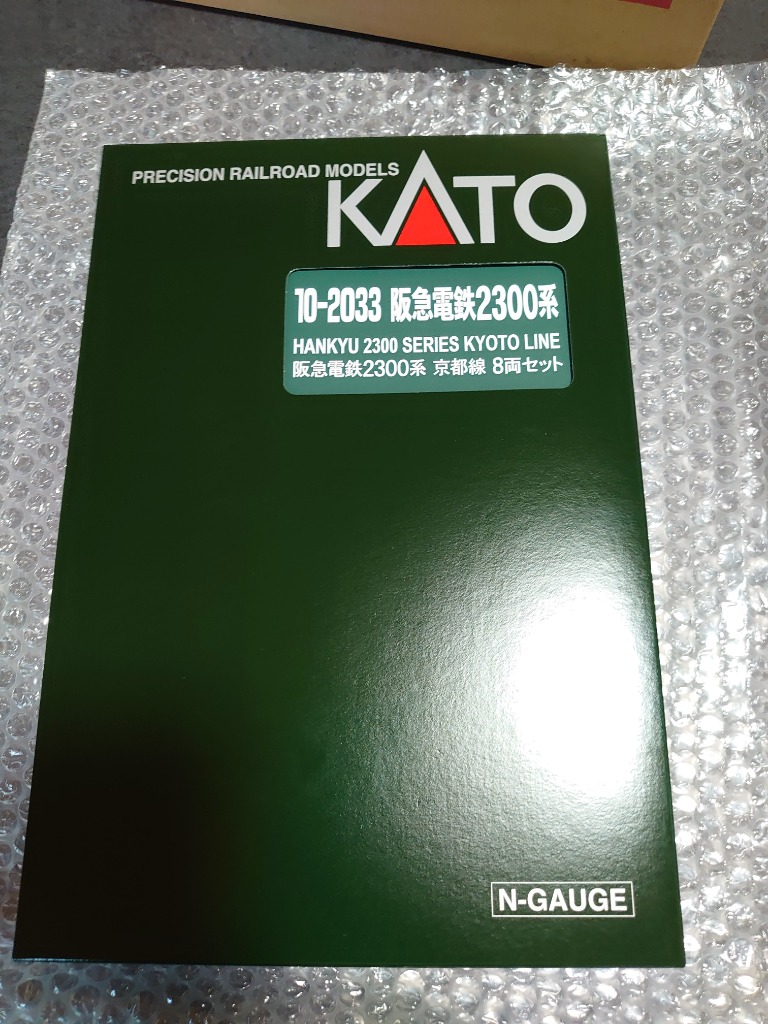 PRECISION RAILROAD MODELS
KATO
10-2033 阪急電鉄2300系
HANKYU 2300 SERIES KYOTO LINE
阪急電鉄2300系 京都線 8両セット
N-GAUGE